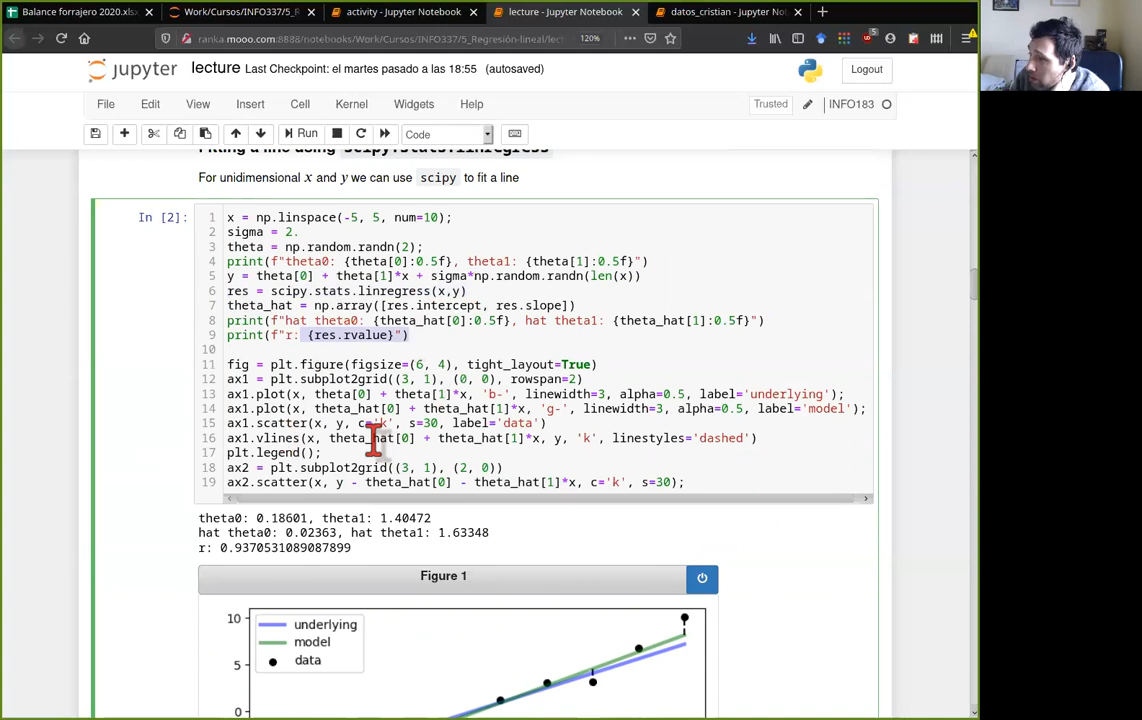 Balance forrajero 2020.xlsx
Work/Cursos/INFO337/5_R
activity - Jupyter Notebook
lecture - Jupyter Notebook
datos_cristian - Jupyter Notebook
ranka.mooo.com:8888/notebooks/Work/Cursos/INFO337/5_Regresión-lineal/lect
120%
5
jupyter lecture Last Checkpoint: el martes pasado a las 18:55 (autosaved)
Logout
File Edit View Insert Cell Kernel Widgets Help
Trusted INFO183
Run Code
Fitting a line using scipy.stats.linregress
For unidimensional x and y we can use scipy to fit a line
In [2]:
1 x = np.linspace(-5, 5, num=10);
2 sigma = 2.
3 theta = np.random.randn(2);
4 print(f"theta0: {theta[0]:0.5f}, theta1: {theta[1]:0.5f}")
5 y = theta[0] + theta[1]*x + sigma*np.random.randn(len(x))
6 res = scipy.stats.linregress(x,y)
7 theta_hat = np.array([res.intercept, res.slope])
8 print(f"hat theta0: {theta_hat[0]:0.5f}, hat theta1: {theta_hat[1]:0.5f}")
9 print(f"r: {res.rvalue}")
10
11 fig = plt.figure(figsize=(6, 4), tight_layout=True)
12 ax1 = plt.subplot2grid((3, 1), (0, 0), rowspan=2)
13 ax1.plot(x, theta[0] + theta[1]*x, 'b-', linewidth=3, alpha=0.5, label='underlying')
14 ax1.plot(x, theta_hat[0] + theta_hat[1]*x, 'g-', linewidth=3, alpha=0.5, label='model');
15 ax1.scatter(x, y, c='k', s=30, label='data')
16 ax1.vlines(x, theta_hat[0] + theta_hat[1]*x, y, 'k', linestyles='dashed')
17 plt.legend();
18 ax2 = plt.subplot2grid((3, 1), (2, 0))
19 ax2.scatter(x, y - theta_hat[0] - theta_hat[1]*x, c='k', s=30);
theta0: 0.18601, theta1: 1.40472
hat theta0: 0.02363, hat theta1: 1.63348
r: 0.9370531089087899
Figure 1
10
5
0
underlying
model
data